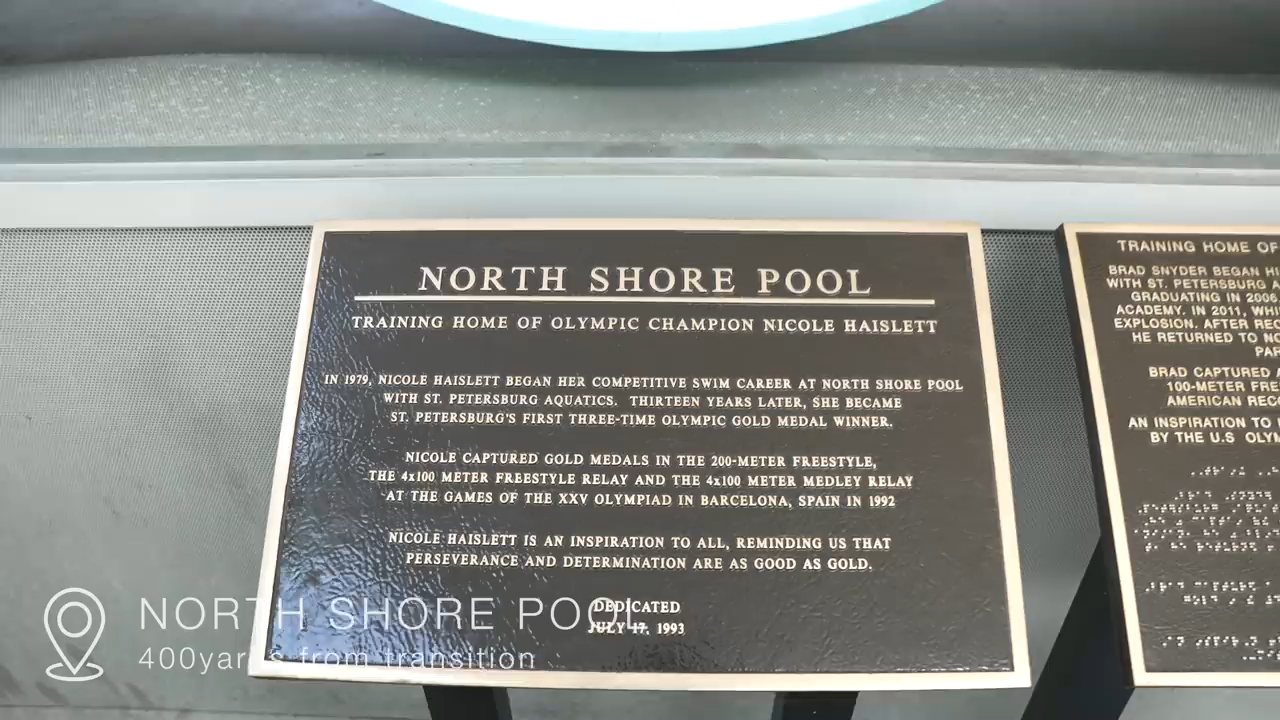 NORTH SHORE POOL
TRAINING HOME OF OLYMPIC CHAMPION NICOLE HAISLETT
IN 1979, NICOLE HAISLETT BEGAN HER COMPETITIVE SWIM CAREER AT NORTH SHORE POOL
WITH ST. PETERSBURG AQUATICS. THIRTEEN YEARS LATER, SHE BECAME
ST. PETERSBURG'S FIRST THREE-TIME OLYMPIC GOLD MEDAL WINNER.
NICOLE CAPTURED GOLD MEDALS IN THE 200-METER FREESTYLE,
THE 4x100 METER FREESTYLE RELAY AND THE 4x100 METER MEDLEY RELAY
AT THE GAMES OF THE XXV OLYMPIAD IN BARCELONA, SPAIN IN 1992
NICOLE HAISLETT IS AN INSPIRATION TO ALL, REMINDING US THAT
PERSEVERANCE AND DETERMINATION ARE AS GOOD AS GOLD.
DEDICATED
JULY 17, 1993
TRAINING HOME OF
BRAD SNYDER BEGAN
WITH ST. PETERSBURG
GRADUATING IN 2006
ACADEMY. IN 2011,
EXPLOSION. AFTER
HE RETURNED TO
BRAD CAPTURED
100-METER
AMERICAN
AN INSPIRATION TO
BY THE U.S
NORTH SHORE POOL
400yards from transition